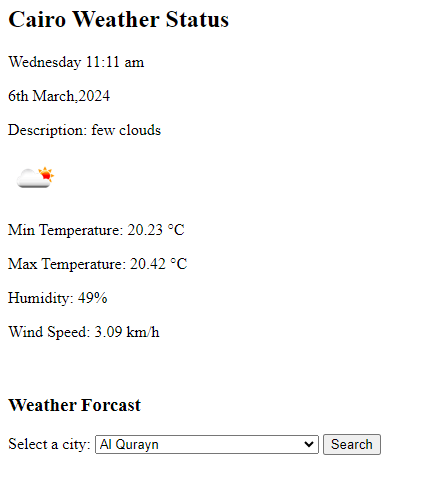 Cairo Weather Status
Wednesday 11:11 am
6th March,2024
Description: few clouds
Min Temperature: 20.23 °C
Max Temperature: 20.42 °C
Humidity: 49%
Wind Speed: 3.09 km/h
Weather Forcast
Select a city: Al Qurayn Search